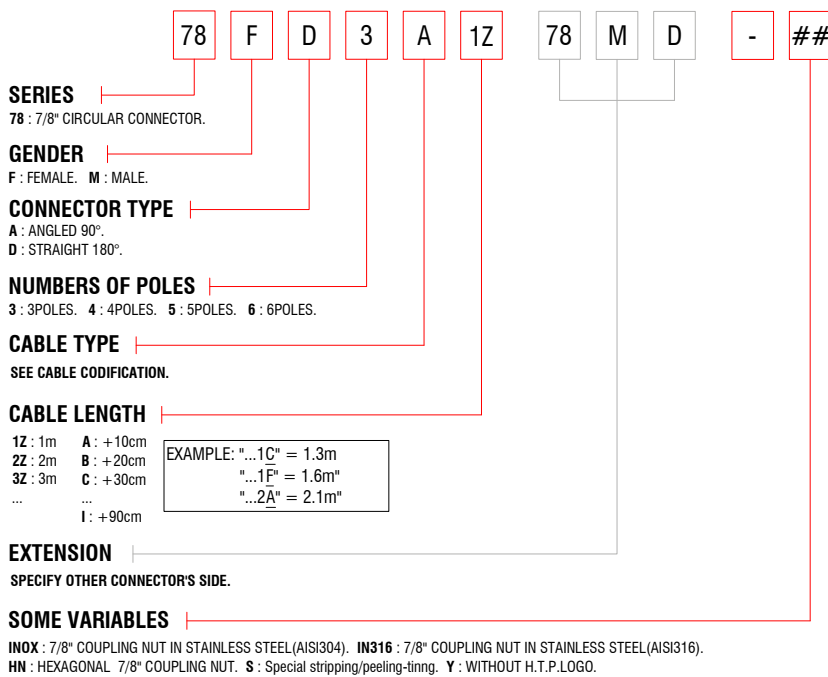 78 F D 3 A 1Z 78 M D - ##
SERIES
78 : 7/8" CIRCULAR CONNECTOR.
GENDER
F : FEMALE. M : MALE.
CONNECTOR TYPE
A : ANGLED 90°.
D : STRAIGHT 180°.
NUMBERS OF POLES
3 : 3POLES. 4 : 4POLES. 5 : 5POLES. 6 : 6POLES.
CABLE TYPE
SEE CABLE CODIFICATION.
CABLE LENGTH
1Z : 1m A : +10cm
2Z : 2m B : +20cm
3Z : 3m C : +30cm
... ...
I : +90cm
EXAMPLE: "...1C" = 1.3m
"...1F" = 1.6m"
"...2A" = 2.1m"
EXTENSION
SPECIFY OTHER CONNECTOR'S SIDE.
SOME VARIABLES
INOX : 7/8" COUPLING NUT IN STAINLESS STEEL(AISI304). IN316 : 7/8" COUPLING NUT IN STAINLESS STEEL(AISI316).
HN : HEXAGONAL 7/8" COUPLING NUT. S : Special stripping/peeling-tinng. Y : WITHOUT H.T.P.LOGO.